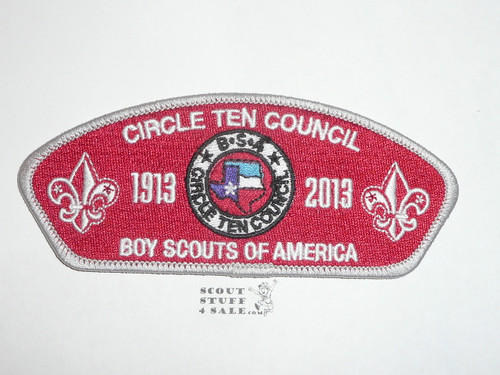 CIRCLE TEN COUNCIL
B•S•A
CIRCLE TEN COUNCIL
1913
2013
BOY SCOUTS OF AMERICA
SCOUT
STUFF
4 SALE.com